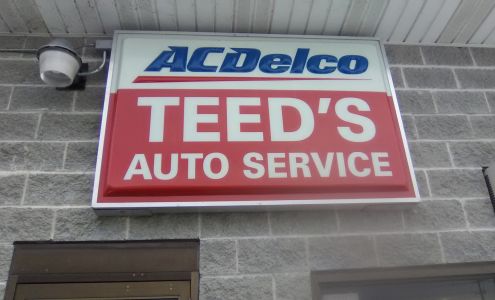 ACDelco
TEED'S
AUTO SERVICE